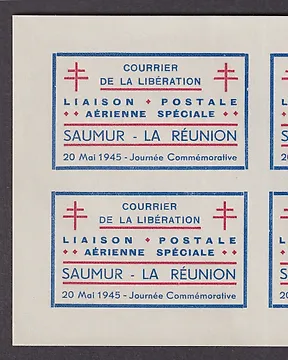 COURRIER
DE LA LIBÉRATION
LIAISON POSTALE
AÉRIENNE SPÉCIALE
SAUMUR - LA RÉUNION
20 Mai 1945 - Journée Commémorative
COURRIER
DE LA LIBÉRATION
LIAISON POSTALE
AÉRIENNE SPÉCIALE
SAUMUR - LA RÉUNION
20 Mai 1945 - Journée Commémorative